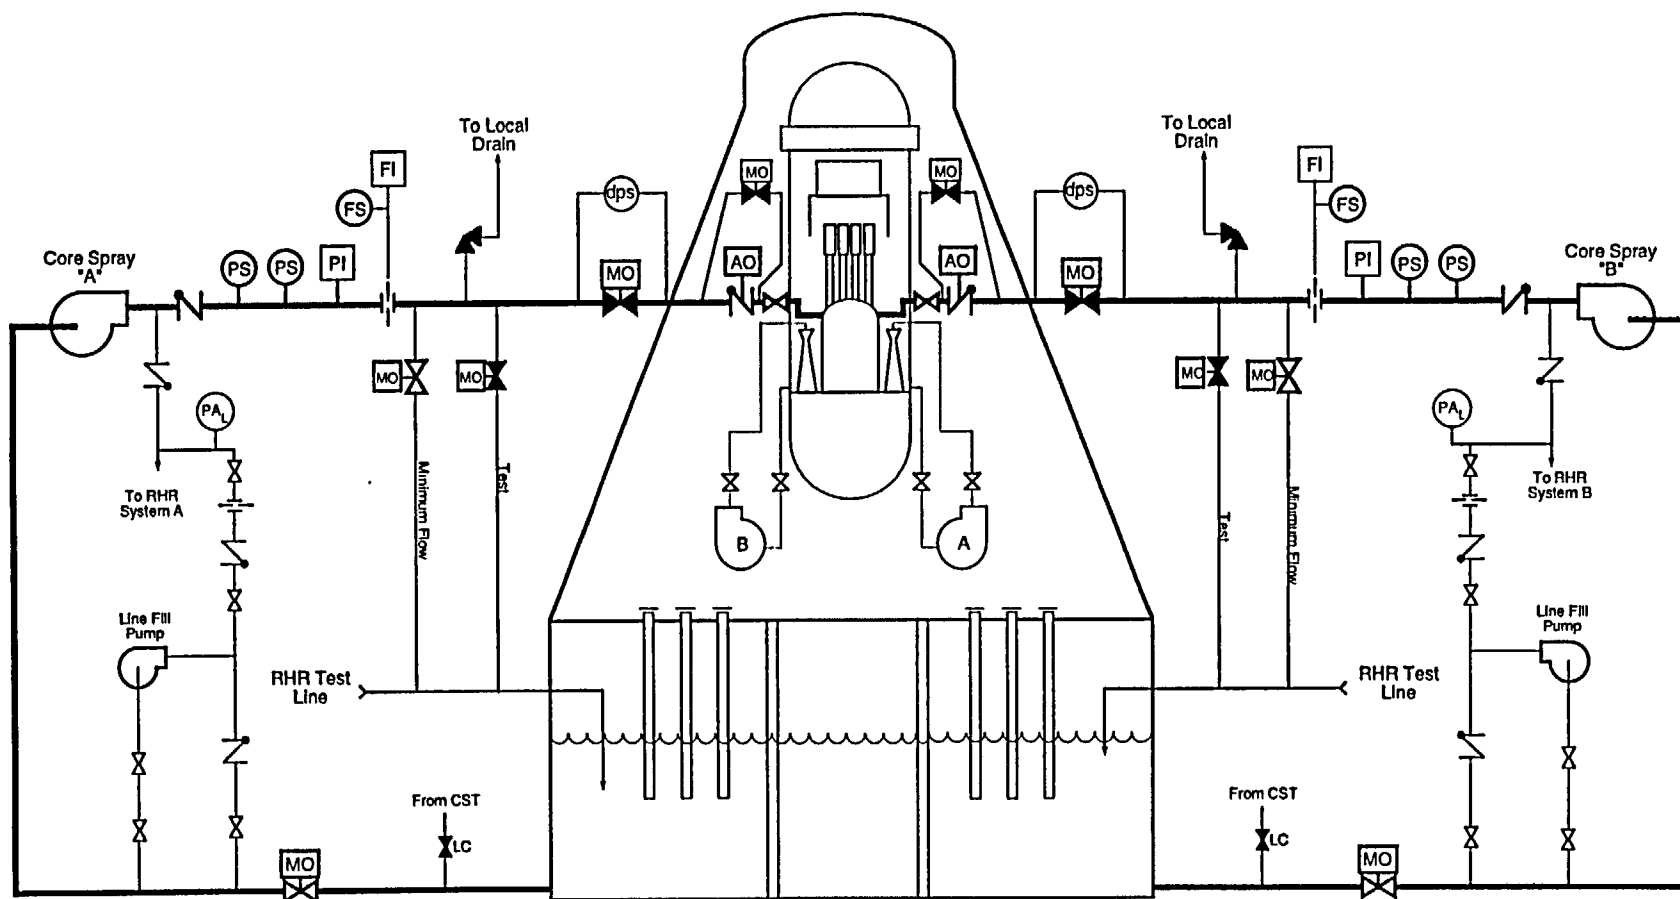 To Local
Drain
To Local
Drain
FI
FS
MO
MO
dps
dps
FI
FS
Core Spray
"A"
PS
PS
PI
MO
AO
AO
MO
PI
PS
PS
Core Spray
"B"
MO
MO
MO
MO
PAL
PAL
Minimum Flow
Test
Test
Minimum Flow
To RHR
System A
To RHR
System B
B
A
Line Fill
Pump
Line Fill
Pump
RHR Test
Line
RHR Test
Line
From CST
From CST
LC
LC
MO
MO